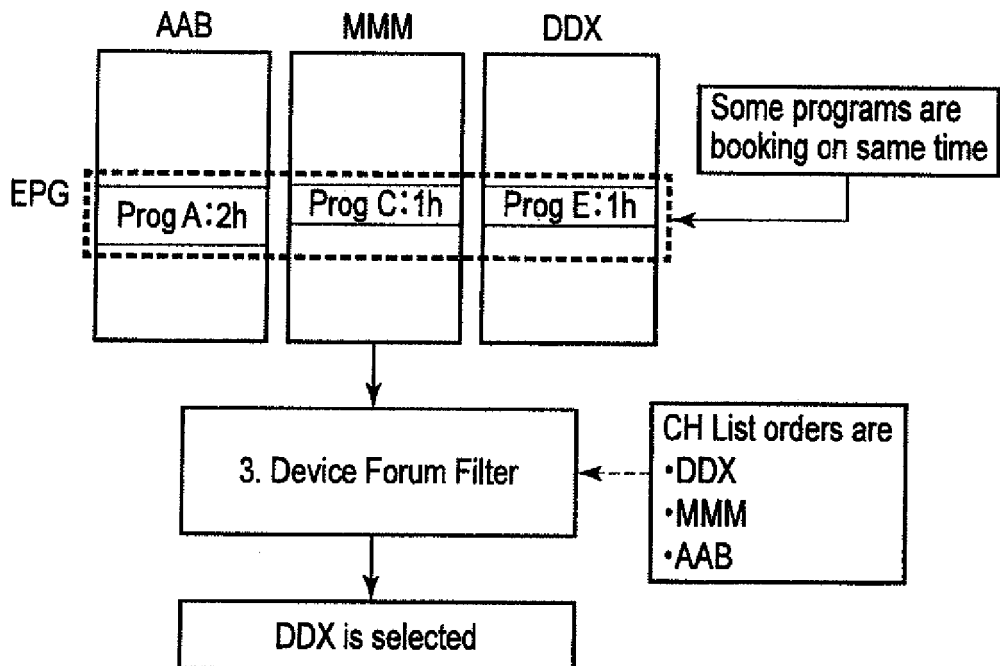 AAB
MMM
DDX
Some programs are
booking on same time
EPG
Prog A:2h
Prog C:1h
Prog E:1h
3. Device Forum Filter
CH List orders are
•DDX
•MMM
•AAB
DDX is selected